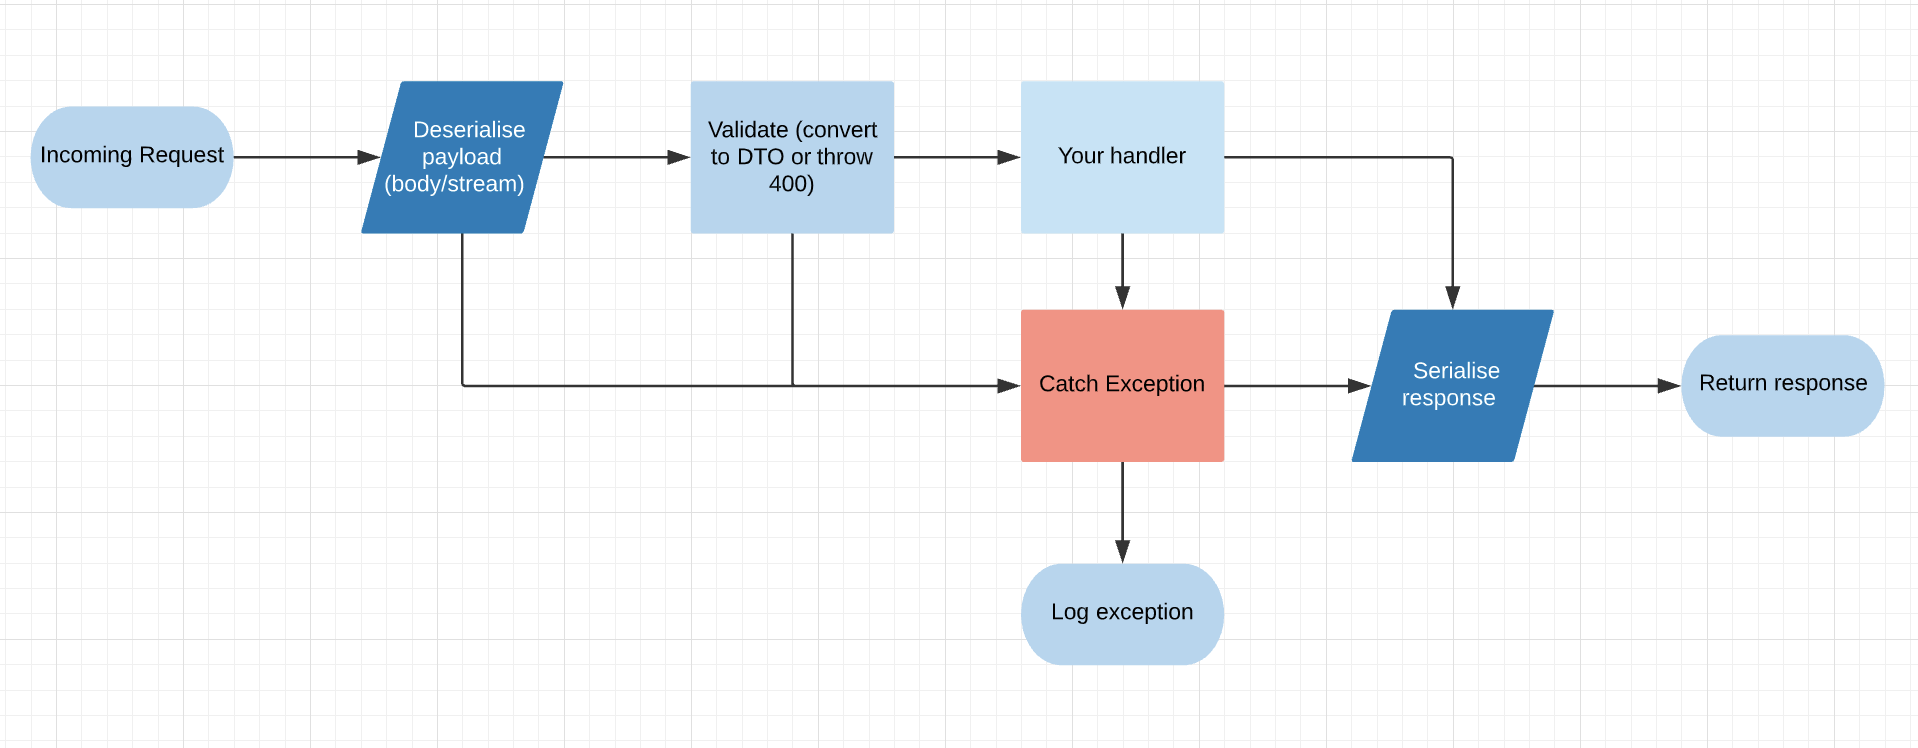 Incoming Request
Deserialise
payload
(body/stream)
Validate (convert
to DTO or throw
400)
Your handler
Catch Exception
Serialise
response
Return response
Log exception